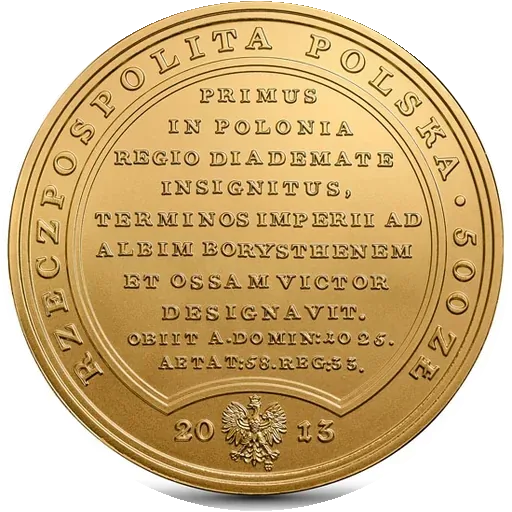 RZECZPOSPOLITA POLSKA · 500 ZŁ
PRIMUS
IN POLONIA
REGIO DIADEMATE
INSIGNITUS,
TERMINOS IMPERII AD
ALBIM BORYSTHENEM
ET OSSAM VICTOR
DESIGNAVIT.
OBIIT A. DOMIN:1025.
AETAT:58.REG:33.
20 13